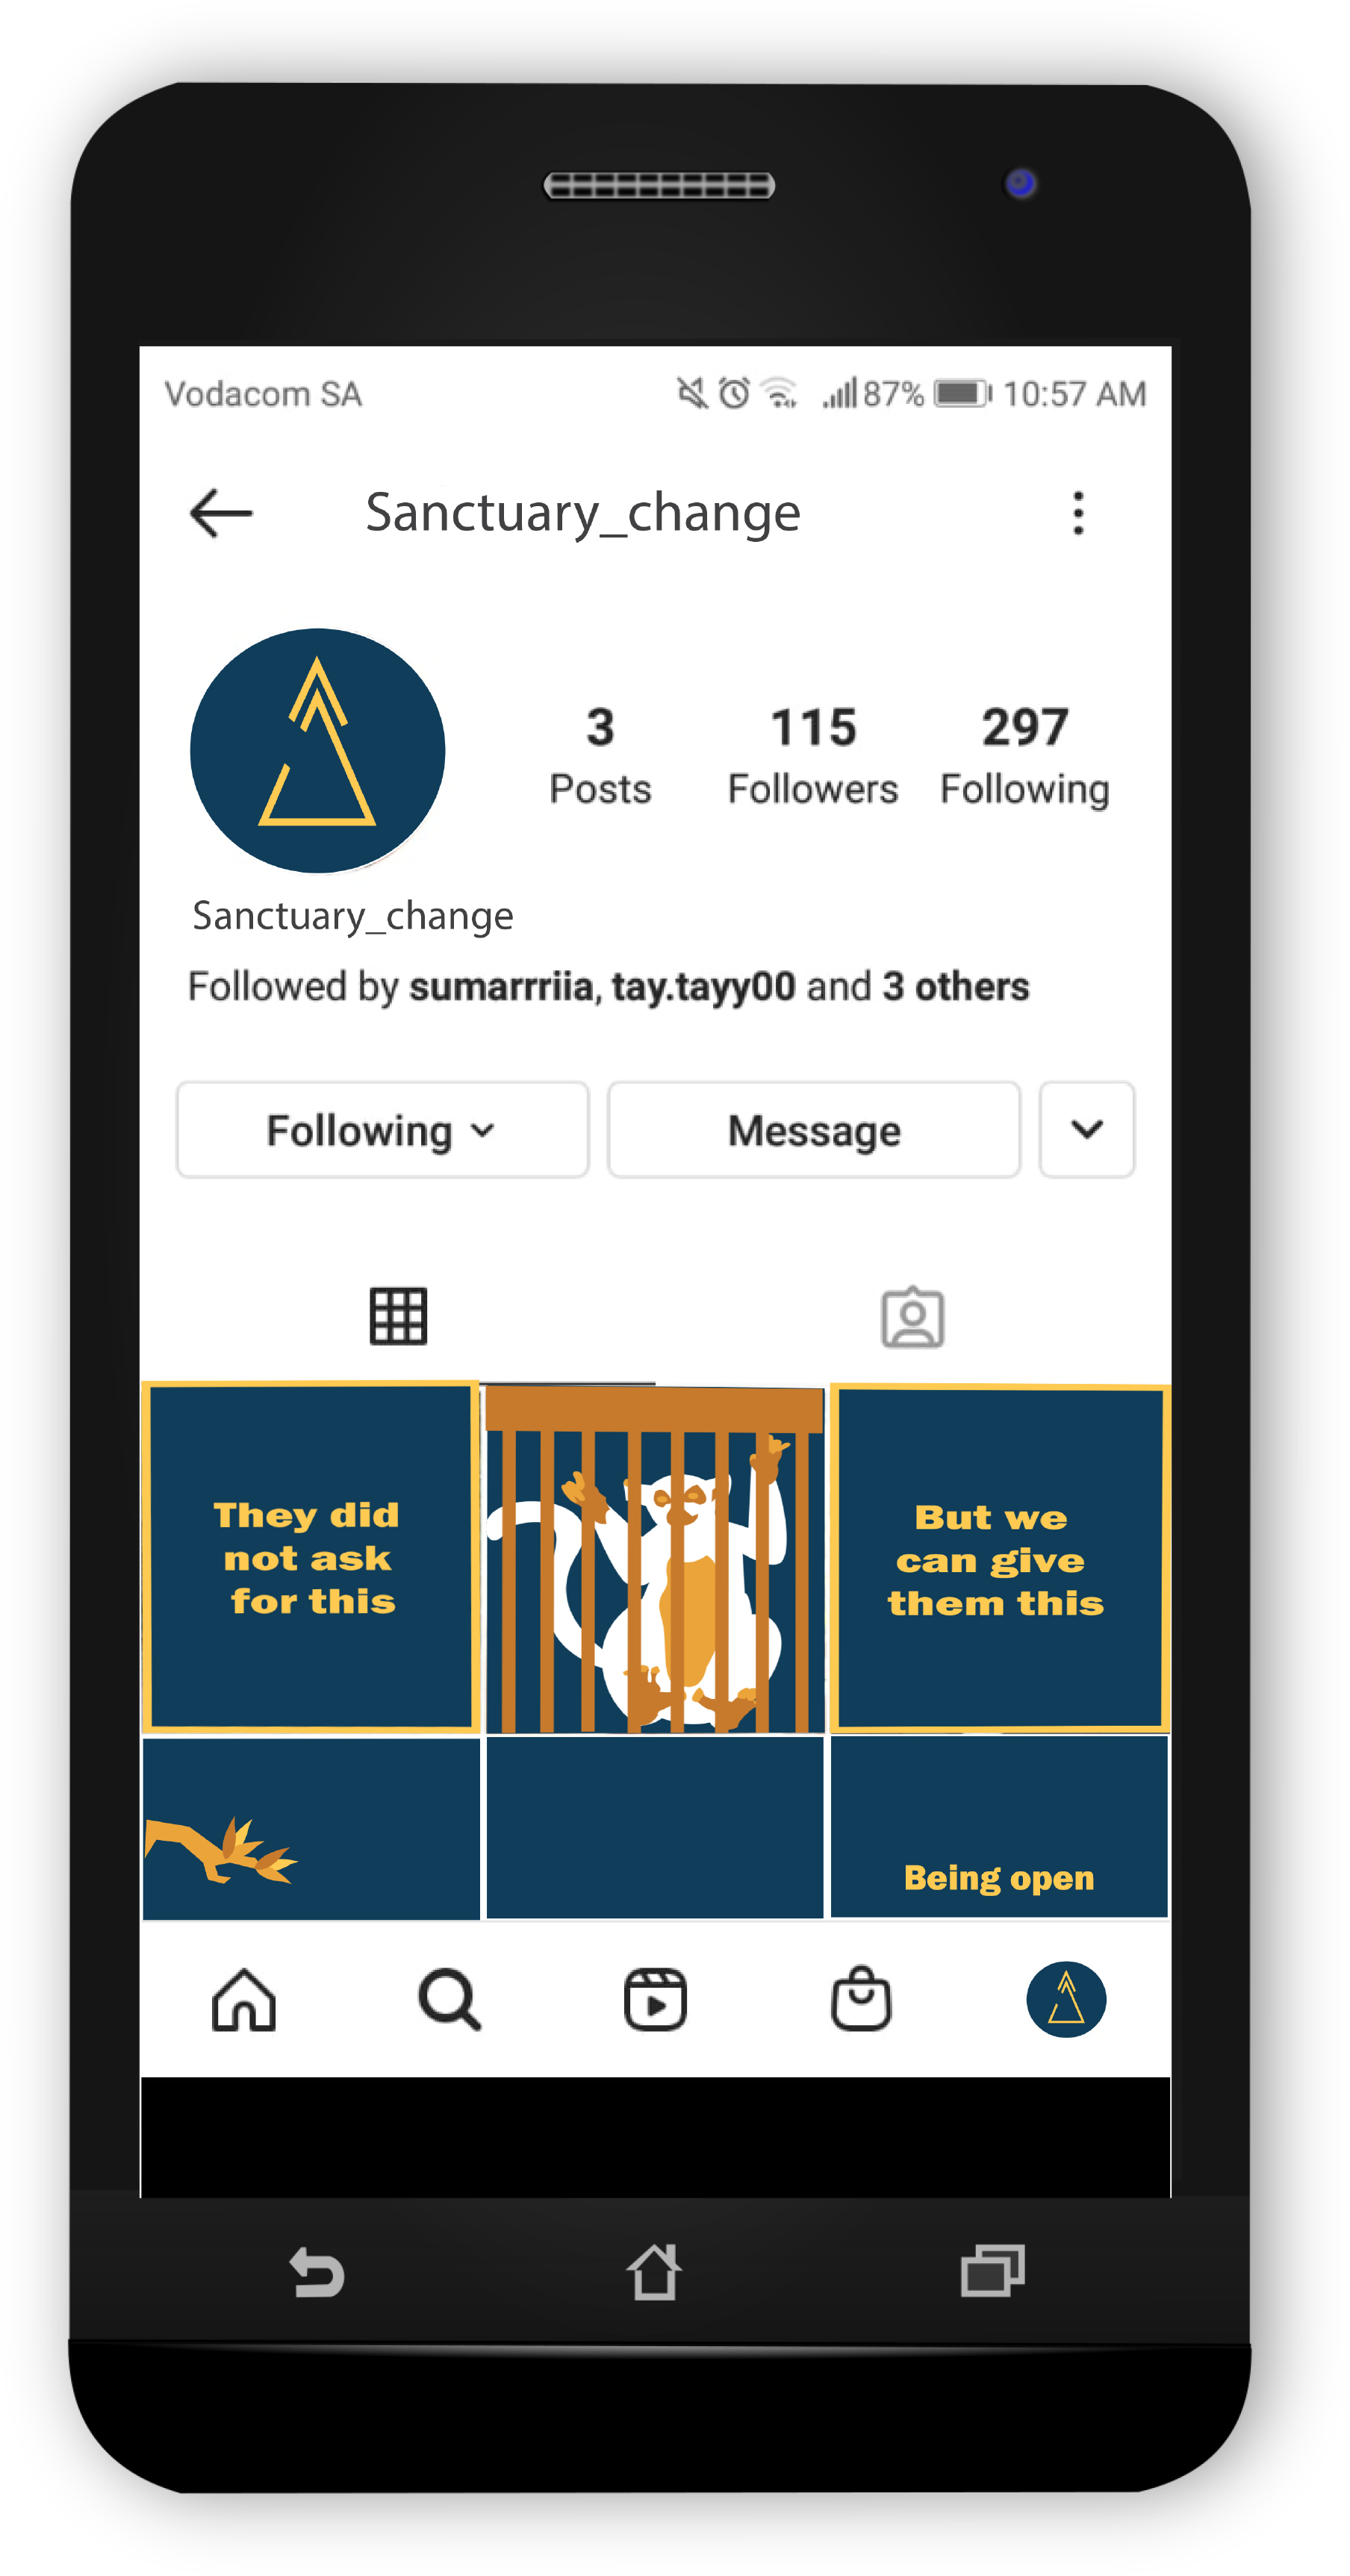 Vodacom SA 87% 10:57 AM
Sanctuary_change
3 115 297
Posts Followers Following
Sanctuary_change
Followed by sumarrriia, tay.tayy00 and 3 others
Following Message
They did
not ask
for this
But we
can give
them this
Being open